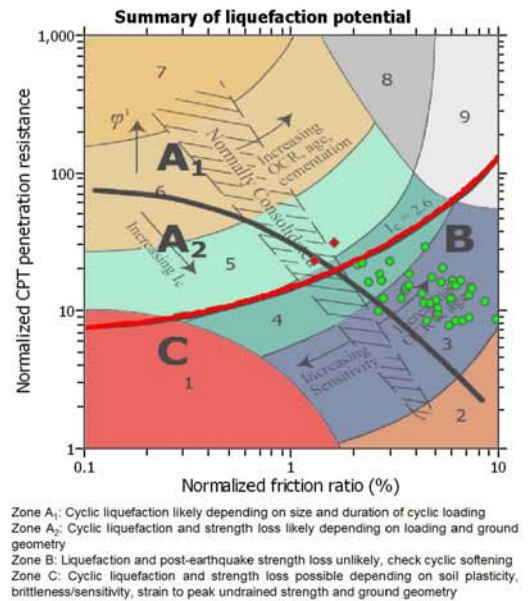 Summary of liquefaction potential
1,000
7
8
9
φ'
Increasing
OCR, age,
cementation
A1
Normally Consolidated
100
6
Ic = 2.6
A2
B
Increasing Ic
5
10
4
C
3
Increasing
Sensitivity
1
2
1
0.1
1
10
Normalized CPT penetration resistance
Normalized friction ratio (%)
Zone A1: Cyclic liquefaction likely depending on size and duration of cyclic loading
Zone A2: Cyclic liquefaction and strength loss likely depending on loading and ground
geometry
Zone B: Liquefaction and post-earthquake strength loss unlikely, check cyclic softening
Zone C: Cyclic liquefaction and strength loss possible depending on soil plasticity,
brittleness/sensitivity, strain to peak undrained strength and ground geometry